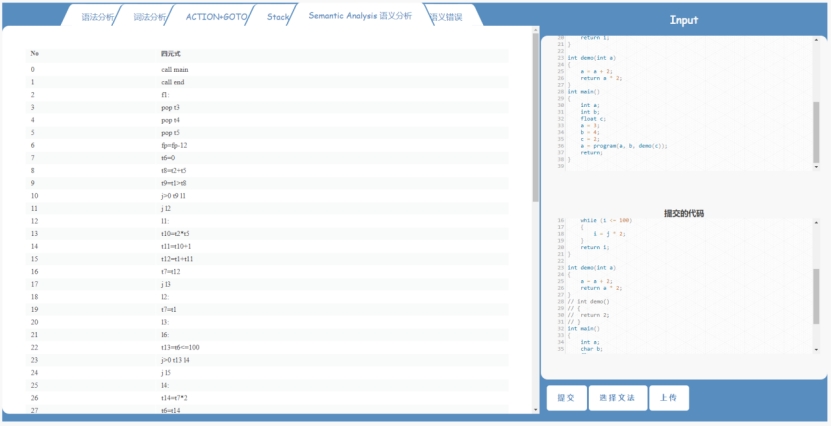 语法分析
词法分析
ACTION+GOTO
Stack
Semantic Analysis 语义分析
语义错误
No 四元式
0 call main
1 call end
2 f1:
3 pop t3
4 pop t4
5 pop t5
6 fp=fp-12
7 t6=0
8 t8=t2+t5
9 t9=t1>t8
10 j>0 t9 l1
11 j l2
12 l1:
13 t10=t2*t5
14 t11=t10+1
15 t12=t1+t11
16 t7=t12
17 j l3
18 l2:
19 t7=t1
20 l3:
21 l6:
22 t13=t6<=100
23 j>0 t13 l4
24 j l5
25 l4:
26 t14=t7*2
27 t6=t14
Input
20 return i;
21 }
22
23 int demo(int a)
24 {
25 a = a + 2;
26 return a * 2;
27 }
28 int main()
29 {
30 int a;
31 int b;
32 float c;
33 a = 3;
34 b = 4;
35 c = 2;
36 a = program(a, b, demo(c));
37 return;
38 }
39
提交的代码
16 while (i <= 100)
17 {
18 i = j * 2;
19 }
20 return i;
21 }
22
23 int demo(int a)
24 {
25 a = a + 2;
26 return a * 2;
27 }
28 // int demo()
29 // {
30 // return 2;
31 // }
32 int main()
33 {
34 int a;
35 char b;
提交
选择文法
上传